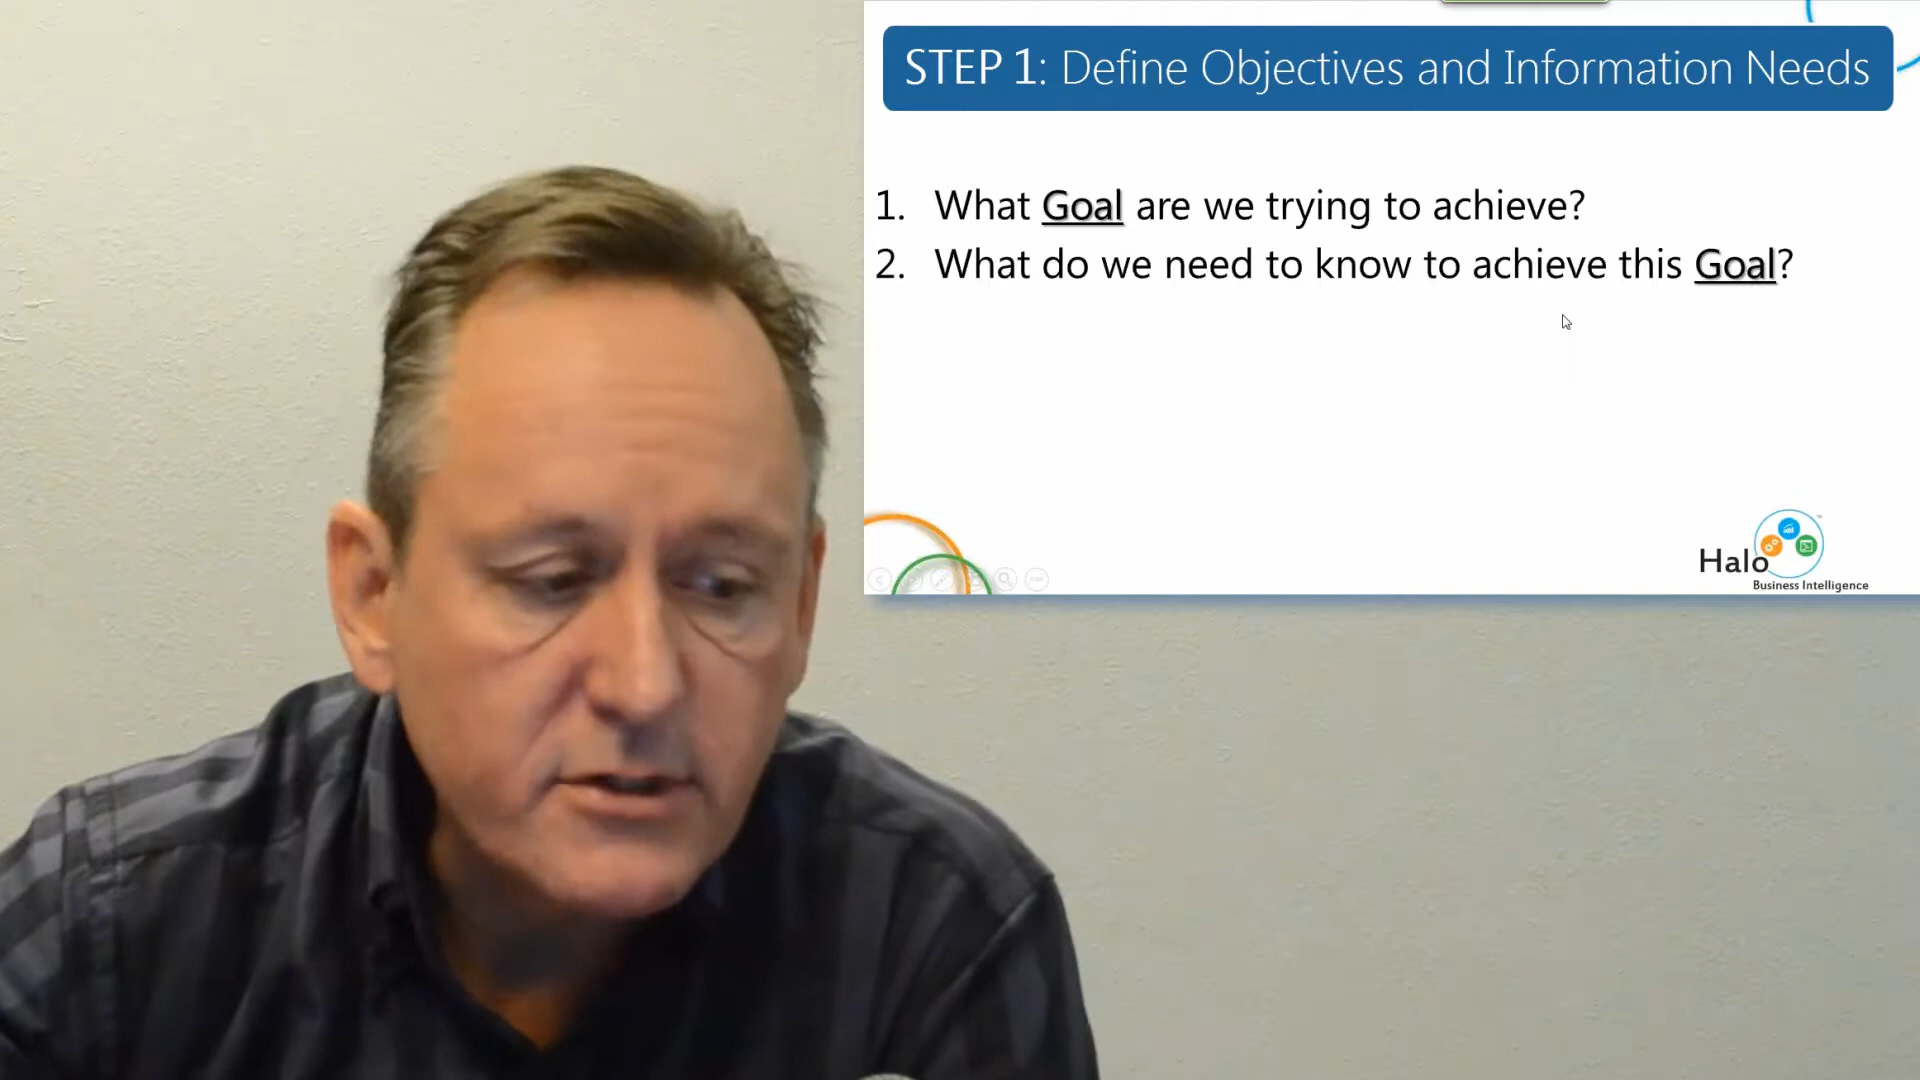 STEP 1: Define Objectives and Information Needs
1. What Goal are we trying to achieve?
2. What do we need to know to achieve this Goal?
Halo
Business Intelligence